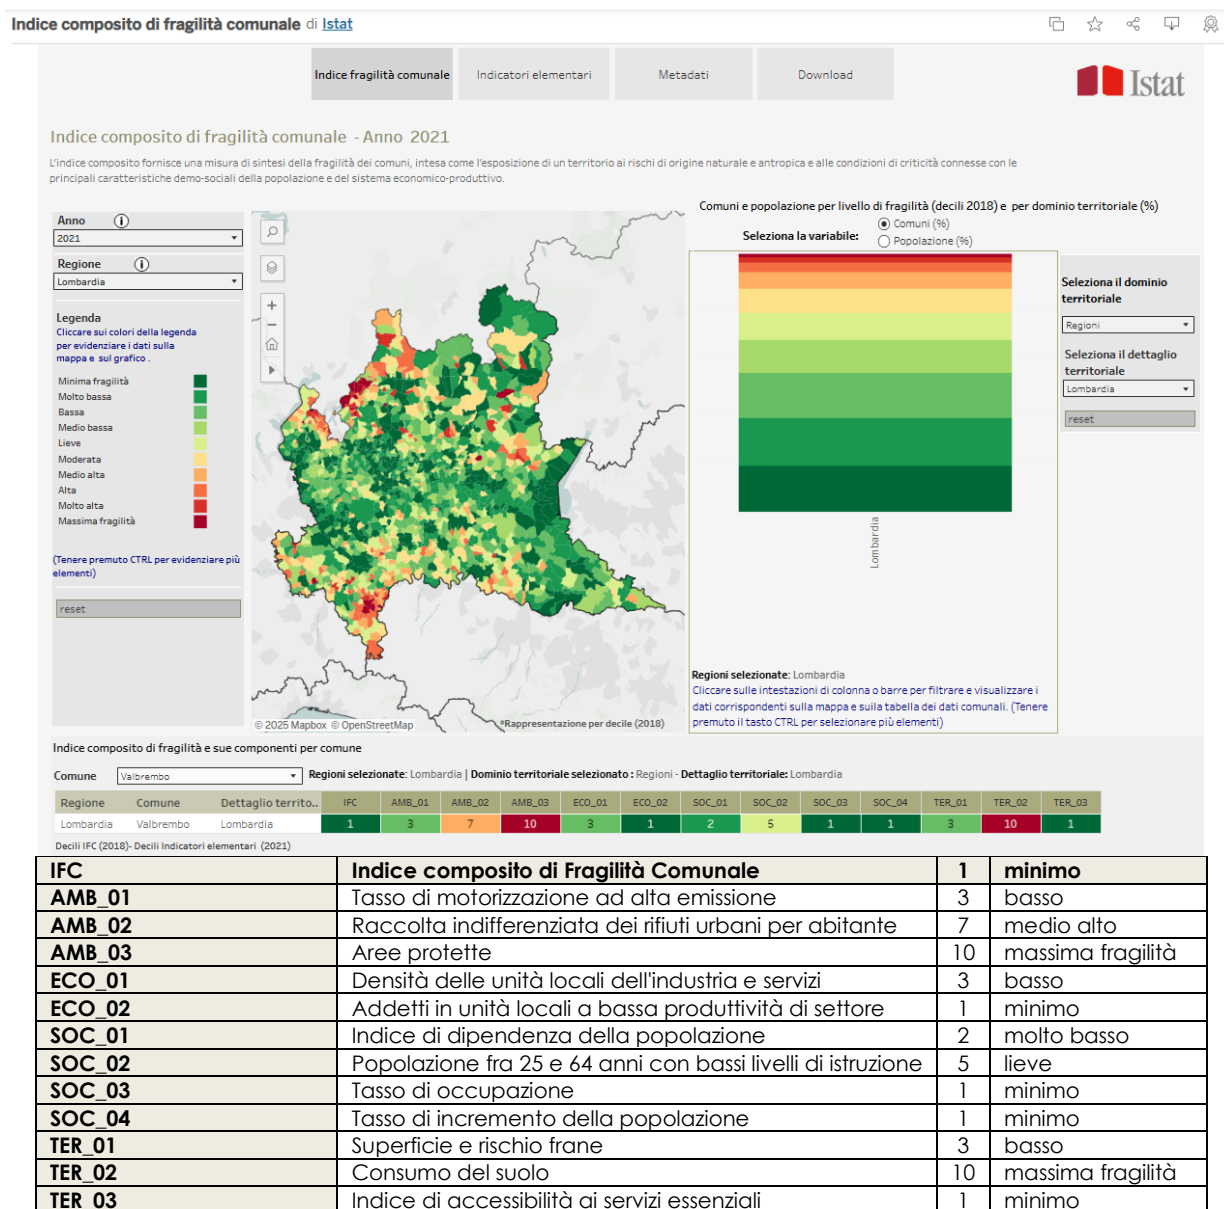 Indice composito di fragilità comunale di Istat
Indice fragilità comunale
Indicatori elementari
Metadati
Download
Istat
Indice composito di fragilità comunale - Anno 2021
L'indice composito fornisce una misura di sintesi della fragilità dei comuni, intesa come l'esposizione di un territorio ai rischi di origine naturale e antropica e alle condizioni di criticità connesse con le
principali caratteristiche demo-sociali della popolazione e del sistema economico-produttivo.
Anno
2021
Regione
Lombardia
Legenda
Cliccare sui colori della legenda
per evidenziare i dati sulla
mappa e sul grafico .
Minima fragilità
Molto bassa
Bassa
Medio bassa
Lieve
Moderata
Medio alta
Alta
Molto alta
Massima fragilità
(Tenere premuto CTRL per evidenziare più
elementi)
reset
© 2025 Mapbox © OpenStreetMap
*Rappresentazione per decile (2018)
Comuni e popolazione per livello di fragilità (decili 2018) e per dominio territoriale (%)
Seleziona la variabile:
Comuni (%)
Popolazione (%)
Lombardia
Regioni selezionate: Lombardia
Cliccare sulle intestazioni di colonna o barre per filtrare e visualizzare i
dati corrispondenti sulla mappa e sulla tabella dei dati comunali. (Tenere
premuto il tasto CTRL per selezionare più elementi)
Seleziona il dominio
territoriale
Regioni
Seleziona il dettaglio
territoriale
Lombardia
reset
Indice composito di fragilità e sue componenti per comune
Comune Valbrembo Regioni selezionate: Lombardia | Dominio territoriale selezionato : Regioni - Dettaglio territoriale: Lombardia
Regione Comune Dettaglio territo.. IFC AMB_01 AMB_02 AMB_03 ECO_01 ECO_02 SOC_01 SOC_02 SOC_03 SOC_04 TER_01 TER_02 TER_03
Lombardia Valbrembo Lombardia 1 3 7 10 3 1 2 5 1 1 3 10 1
Decili IFC (2018)- Decili Indicatori elementari (2021)
IFC Indice composito di Fragilità Comunale 1 minimo
AMB_01 Tasso di motorizzazione ad alta emissione 3 basso
AMB_02 Raccolta indifferenziata dei rifiuti urbani per abitante 7 medio alto
AMB_03 Aree protette 10 massima fragilità
ECO_01 Densità delle unità locali dell'industria e servizi 3 basso
ECO_02 Addetti in unità locali a bassa produttività di settore 1 minimo
SOC_01 Indice di dipendenza della popolazione 2 molto basso
SOC_02 Popolazione fra 25 e 64 anni con bassi livelli di istruzione 5 lieve
SOC_03 Tasso di occupazione 1 minimo
SOC_04 Tasso di incremento della popolazione 1 minimo
TER_01 Superficie e rischio frane 3 basso
TER_02 Consumo del suolo 10 massima fragilità
TER_03 Indice di accessibilità ai servizi essenziali 1 minimo